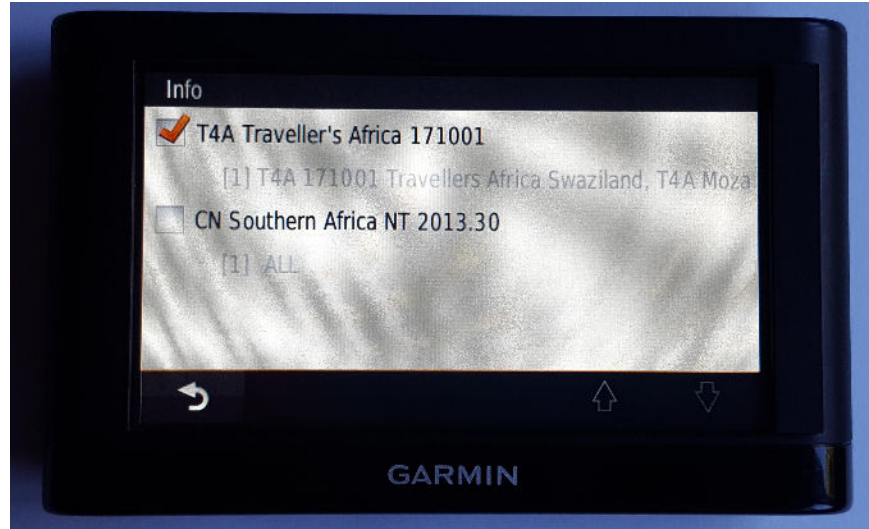 Info
T4A Traveller's Africa 171001
[1] T4A 171001 Travellers Africa Swaziland, T4A Moza
CN Southern Africa NT 2013.30
[1] ALL
GARMIN